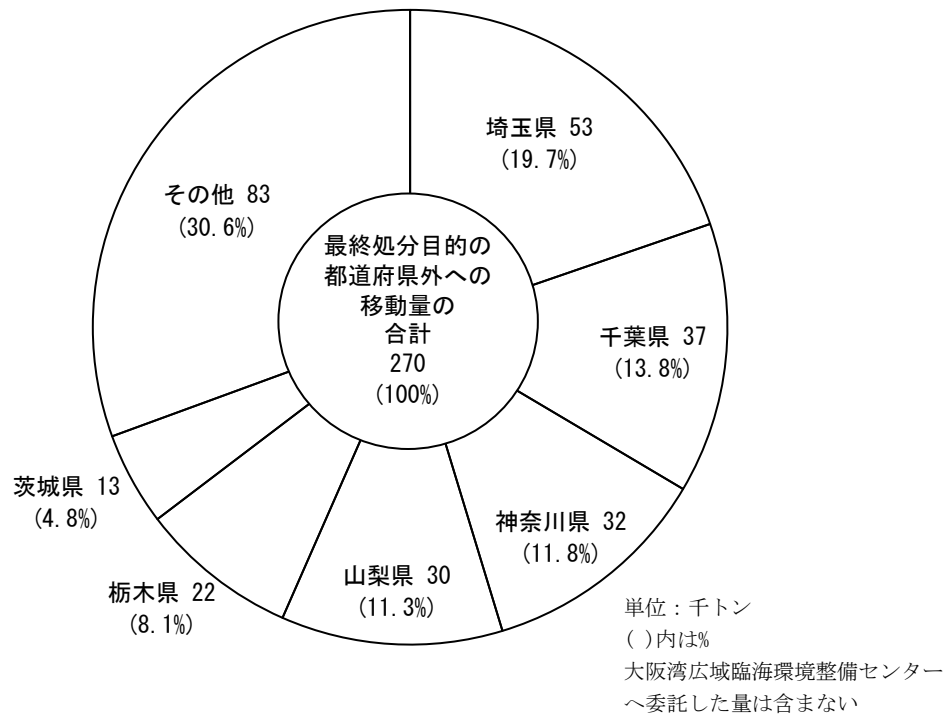 埼玉県 53
(19.7%)
その他 83
(30.6%)
最終処分目的の
都道府県外への
移動量の
合計
270
(100%)
千葉県 37
(13.8%)
茨城県 13
(4.8%)
神奈川県 32
(11.8%)
山梨県 30
(11.3%)
栃木県 22
(8.1%)
単位：千トン
( )内は%
大阪湾広域臨海環境整備センター
へ委託した量は含まない